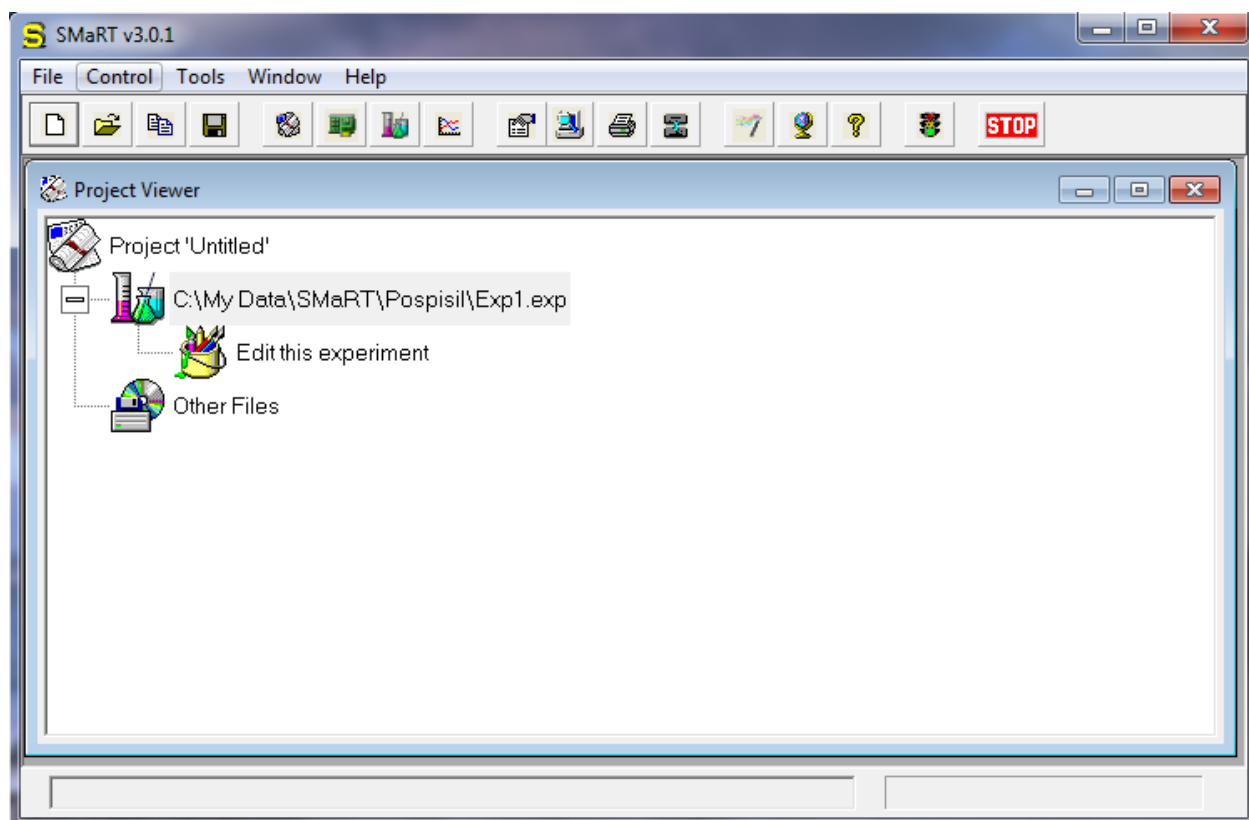 SMaRT v3.0.1
File Control Tools Window Help
STOP
Project Viewer
Project 'Untitled'
C:\My Data\SMaRT\Pospisil\Exp1.exp
Edit this experiment
Other Files